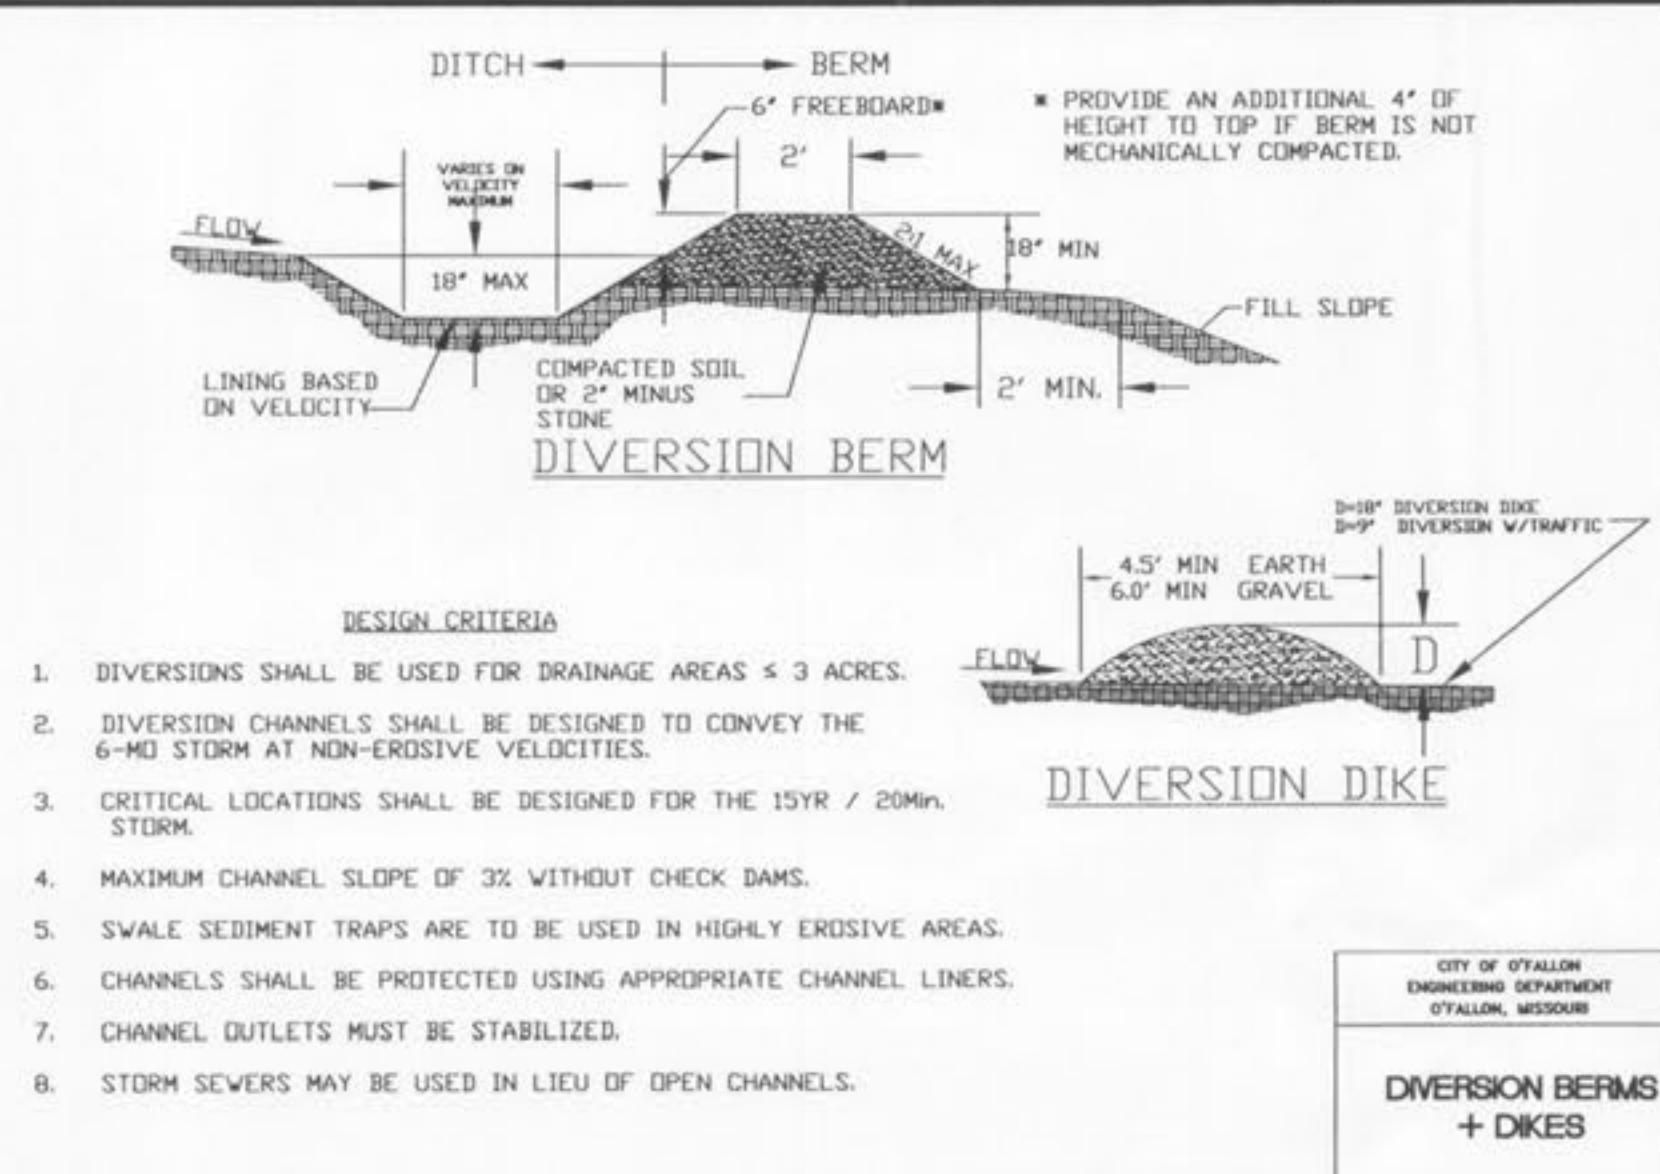 DITCH
BERM
6" FREEBOARD*
* PROVIDE AN ADDITIONAL 4" OF
HEIGHT TO TOP IF BERM IS NOT
MECHANICALLY COMPACTED.
2'
VARIES ON
VELOCITY
MAXIMUM
FLOW
18" MAX
2:1 MAX
18" MIN
FILL SLOPE
LINING BASED
ON VELOCITY
COMPACTED SOIL
OR 2" MINUS
STONE
2' MIN.
DIVERSION BERM
D=18" DIVERSION DIKE
D=9" DIVERSION W/TRAFFIC
4.5' MIN EARTH
6.0' MIN GRAVEL
FLOW
D
DIVERSION DIKE
DESIGN CRITERIA
1. DIVERSIONS SHALL BE USED FOR DRAINAGE AREAS ≤ 3 ACRES.
2. DIVERSION CHANNELS SHALL BE DESIGNED TO CONVEY THE
6-MO STORM AT NON-EROSIVE VELOCITIES.
3. CRITICAL LOCATIONS SHALL BE DESIGNED FOR THE 15YR / 20Min.
STORM.
4. MAXIMUM CHANNEL SLOPE OF 3% WITHOUT CHECK DAMS.
5. SWALE SEDIMENT TRAPS ARE TO BE USED IN HIGHLY EROSIVE AREAS.
6. CHANNELS SHALL BE PROTECTED USING APPROPRIATE CHANNEL LINERS.
7. CHANNEL OUTLETS MUST BE STABILIZED.
8. STORM SEWERS MAY BE USED IN LIEU OF OPEN CHANNELS.
CITY OF O'FALLON
ENGINEERING DEPARTMENT
O'FALLON, MISSOURI
DIVERSION BERMS
+ DIKES